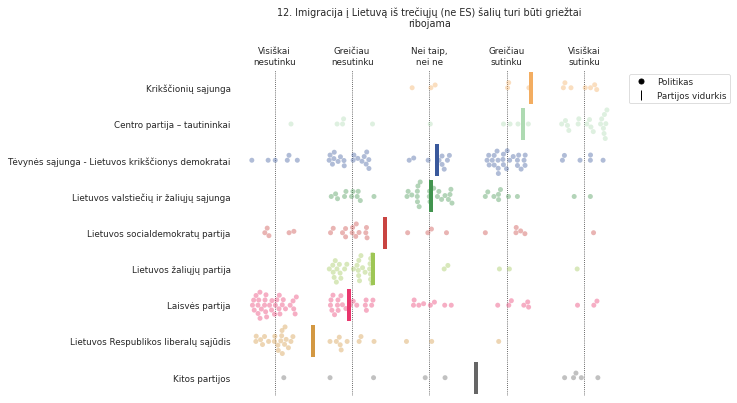 12. Imigracija į Lietuvą iš trečiųjų (ne ES) šalių turi būti griežtai
ribojama
Visiškai
nesutinku
Greičiau
nesutinku
Nei taip,
nei ne
Greičiau
sutinku
Visiškai
sutinku
Politikas
Partijos vidurkis
Krikščionių sąjunga
Centro partija – tautininkai
Tėvynės sąjunga - Lietuvos krikščionys demokratai
Lietuvos valstiečių ir žaliųjų sąjunga
Lietuvos socialdemokratų partija
Lietuvos žaliųjų partija
Laisvės partija
Lietuvos Respublikos liberalų sąjūdis
Kitos partijos